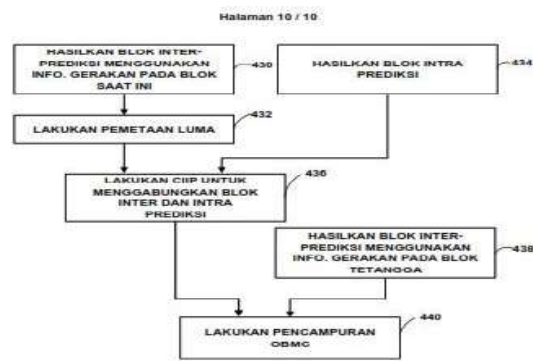 Halaman 10 / 10
HASILKAN BLOK INTER-
PREDIKSI MENGGUNAKAN
INFO. GERAKAN PADA BLOK
SAAT INI
430
HASILKAN BLOK INTRA
PREDIKSI
434
LAKUKAN PEMETAAN LUMA
432
LAKUKAN CIIP UNTUK
MENGGABUNGKAN BLOK
INTER DAN INTRA
PREDIKSI
436
HASILKAN BLOK INTER-
PREDIKSI MENGGUNAKAN
INFO. GERAKAN PADA BLOK
TETANGGA
438
LAKUKAN PENCAMPURAN
OBMC
440